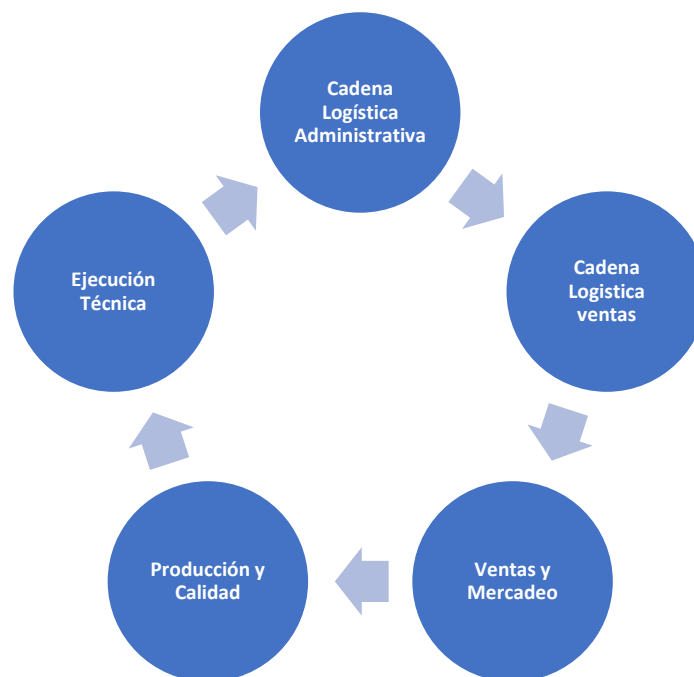 Cadena
Logística
Administrativa
Cadena
Logistica
ventas
Ventas y
Mercadeo
Producción y
Calidad
Ejecución
Técnica